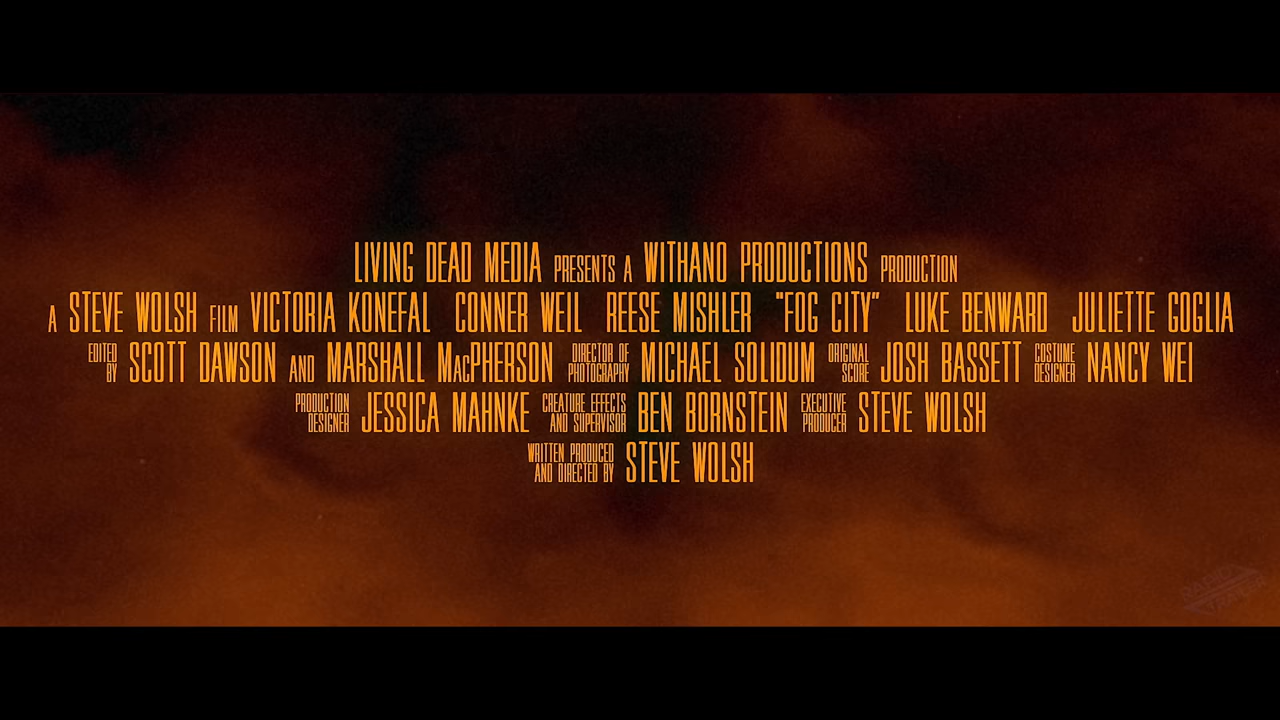 LIVING DEAD MEDIA PRESENTS A WITHANO PRODUCTIONS PRODUCTION
A STEVE WOLSH FILM VICTORIA KONEFAL CONNER WEIL REESE MISHLER "FOG CITY" LUKE BENWARD JULIETTE GOGLIA
EDITED BY SCOTT DAWSON AND MARSHALL MACPHERSON DIRECTOR OF PHOTOGRAPHY MICHAEL SOLIDUM ORIGINAL SCORE JOSH BASSETT COSTUME DESIGNER NANCY WEI
PRODUCTION DESIGNER JESSICA MAHNKE CREATURE EFFECTS AND SUPERVISOR BEN BORNSTEIN EXECUTIVE PRODUCER STEVE WOLSH
WRITTEN PRODUCED AND DIRECTED BY STEVE WOLSH